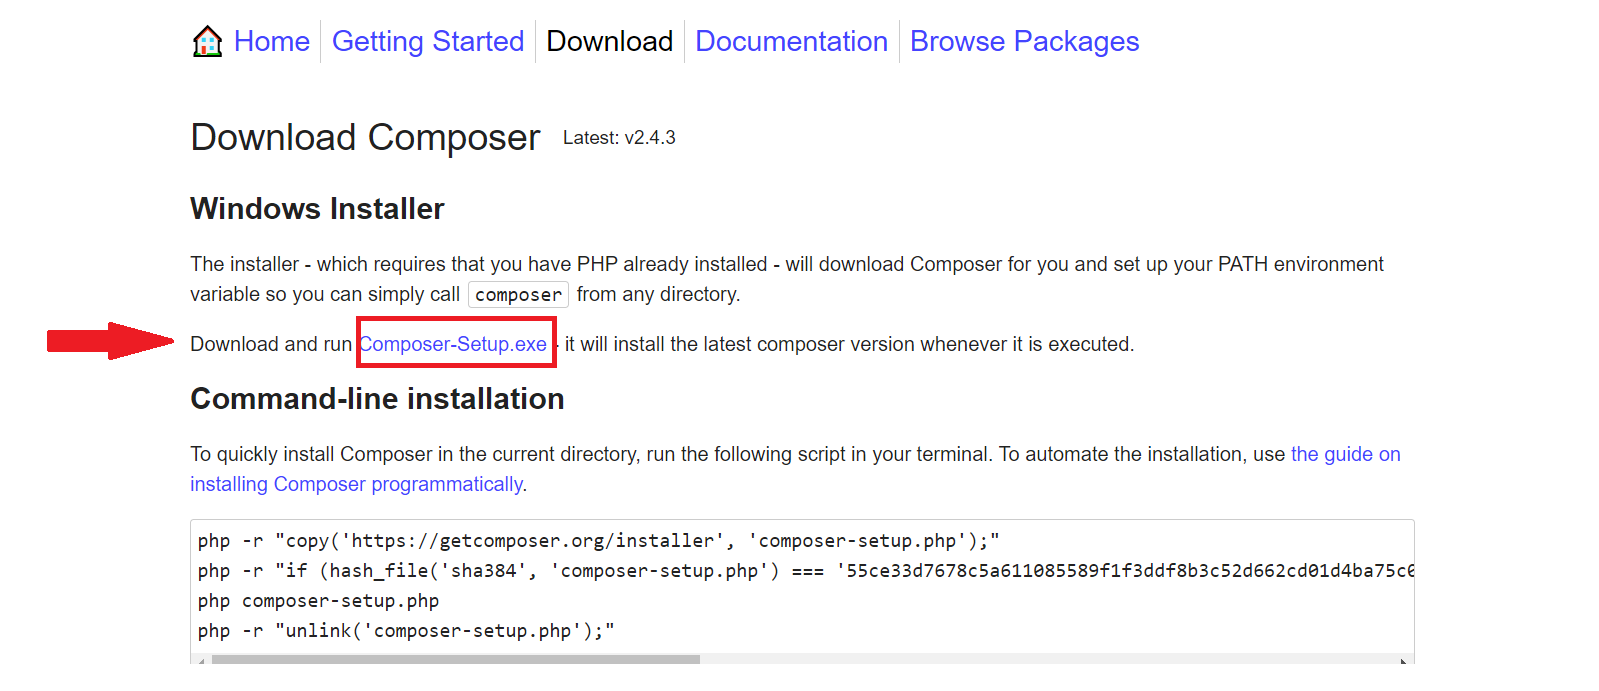 Home Getting Started Download Documentation Browse Packages
Download Composer Latest: v2.4.3
Windows Installer
The installer - which requires that you have PHP already installed - will download Composer for you and set up your PATH environment
variable so you can simply call composer from any directory.
Download and run Composer-Setup.exe - it will install the latest composer version whenever it is executed.
Command-line installation
To quickly install Composer in the current directory, run the following script in your terminal. To automate the installation, use the guide on
installing Composer programmatically.
php -r "copy('https://getcomposer.org/installer', 'composer-setup.php');"
php -r "if (hash_file('sha384', 'composer-setup.php') === '55ce33d7678c5a611085589f1f3ddf8b3c52d662cd01d4ba75c
php composer-setup.php
php -r "unlink('composer-setup.php');"